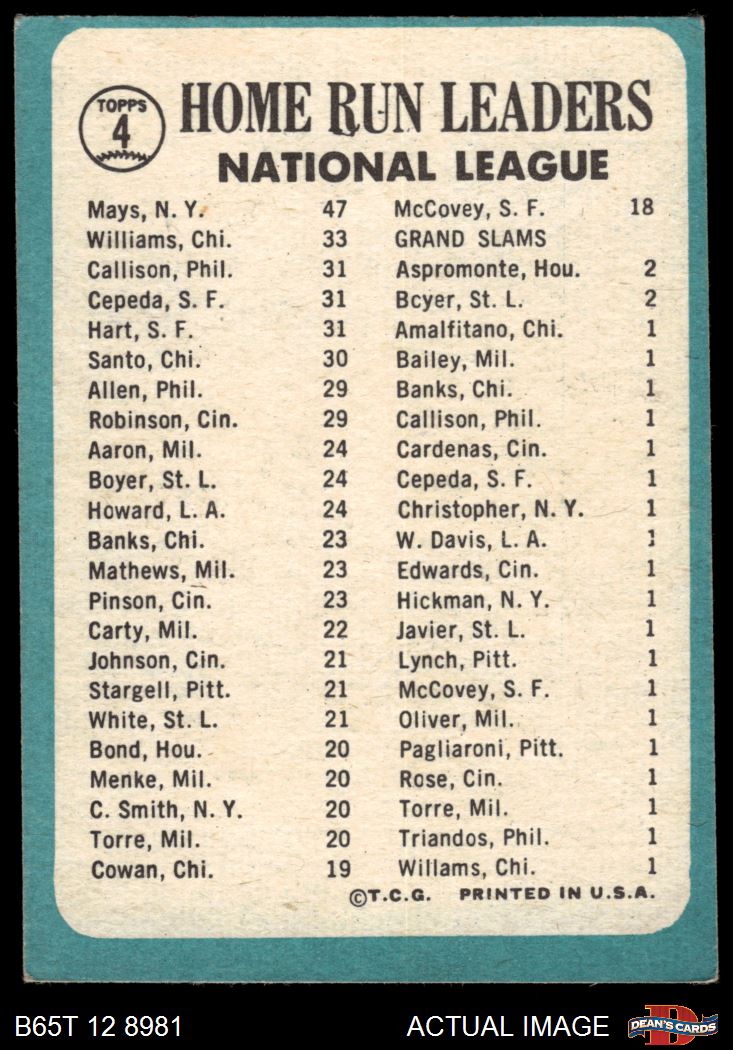 TOPPS
4
HOME RUN LEADERS
NATIONAL LEAGUE
Mays, N. Y. 47
Williams, Chi. 33
Callison, Phil. 31
Cepeda, S. F. 31
Hart, S. F. 31
Santo, Chi. 30
Allen, Phil. 29
Robinson, Cin. 29
Aaron, Mil. 24
Boyer, St. L. 24
Howard, L. A. 24
Banks, Chi. 23
Mathews, Mil. 23
Pinson, Cin. 23
Carty, Mil. 22
Johnson, Cin. 21
Stargell, Pitt. 21
White, St. L. 21
Bond, Hou. 20
Menke, Mil. 20
C. Smith, N. Y. 20
Torre, Mil. 20
Cowan, Chi. 19
McCovey, S. F. 18
GRAND SLAMS
Aspromonte, Hou. 2
Bcyer, St. L. 2
Amalfitano, Chi. 1
Bailey, Mil. 1
Banks, Chi. 1
Callison, Phil. 1
Cardenas, Cin. 1
Cepeda, S. F. 1
Christopher, N. Y. 1
W. Davis, L. A. 1
Edwards, Cin. 1
Hickman, N. Y. 1
Javier, St. L. 1
Lynch, Pitt. 1
McCovey, S. F. 1
Oliver, Mil. 1
Pagliaroni, Pitt. 1
Rose, Cin. 1
Torre, Mil. 1
Triandos, Phil. 1
Willams, Chi. 1
©T.C.G. PRINTED IN U.S.A.
B65T 12 8981 ACTUAL IMAGE
DEAN'S CARDS